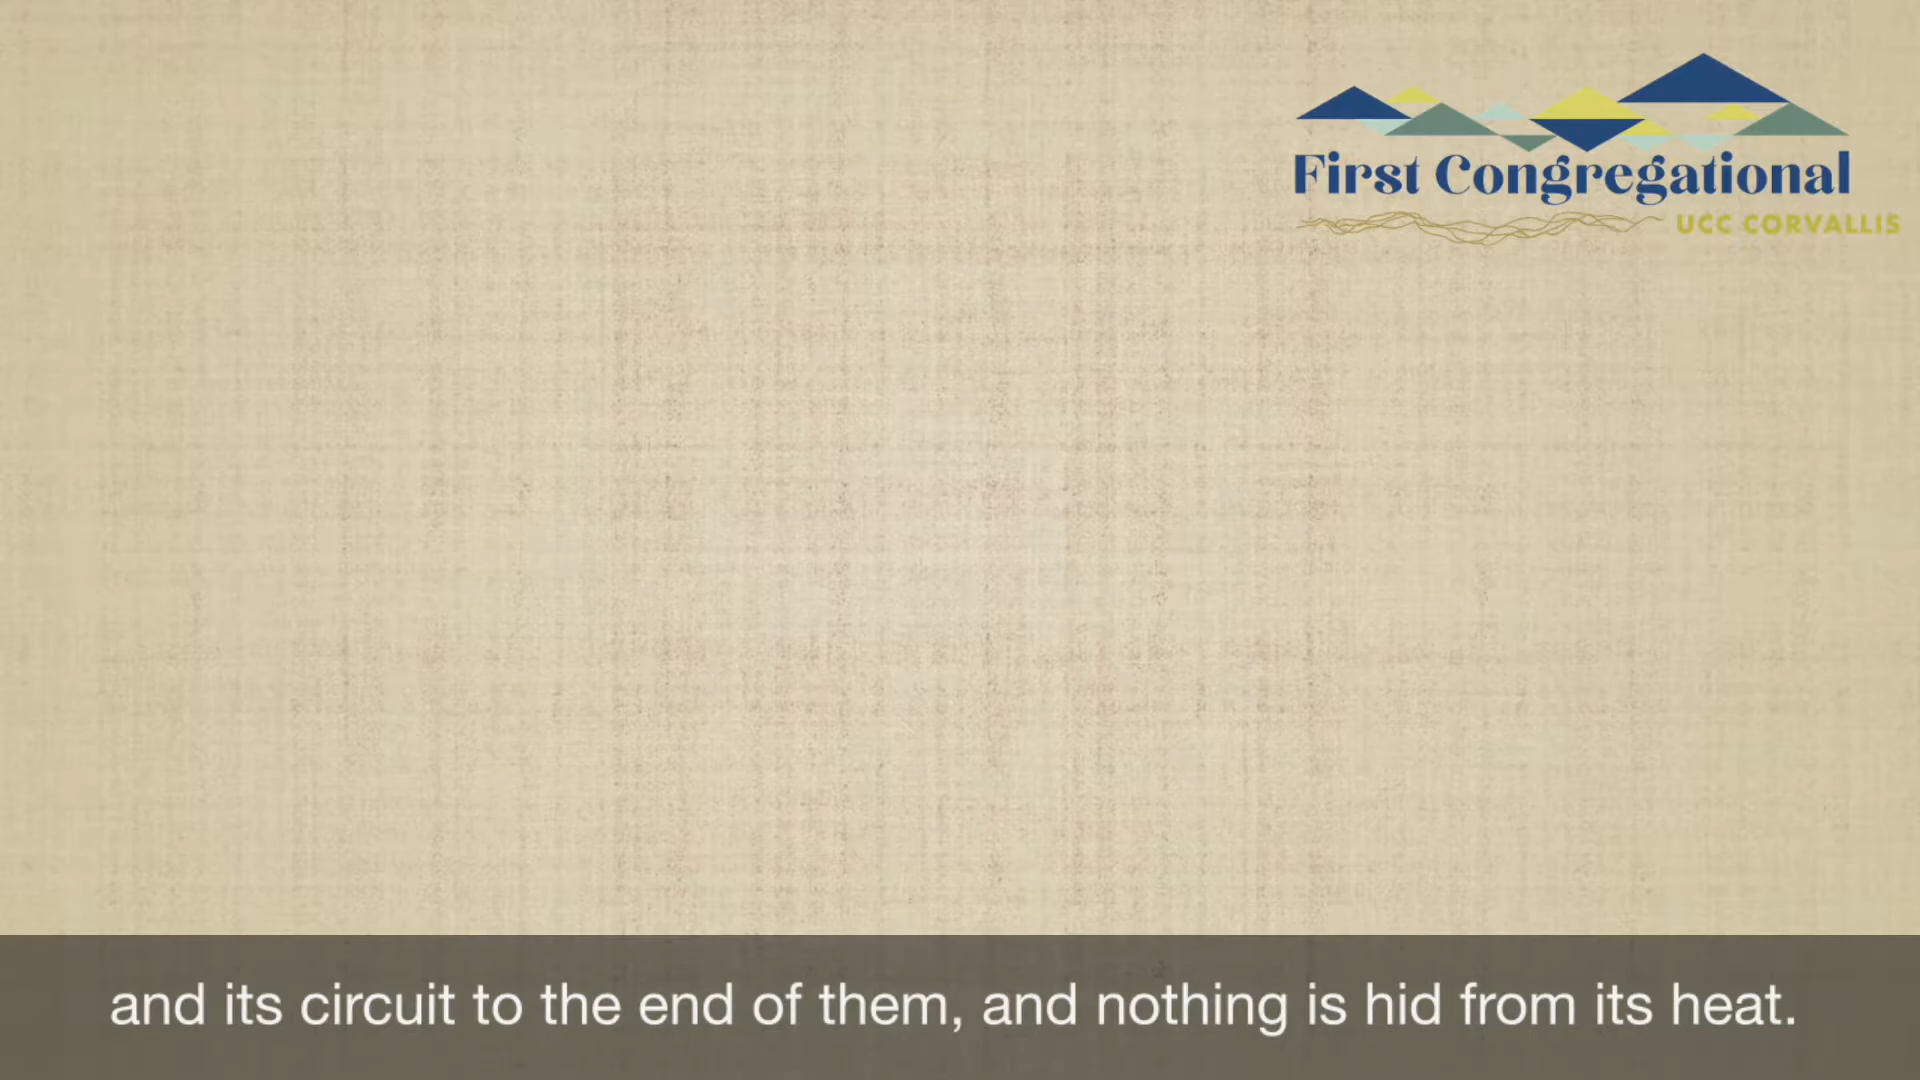 First Congregational
UCC CORVALLIS
and its circuit to the end of them, and nothing is hid from its heat.